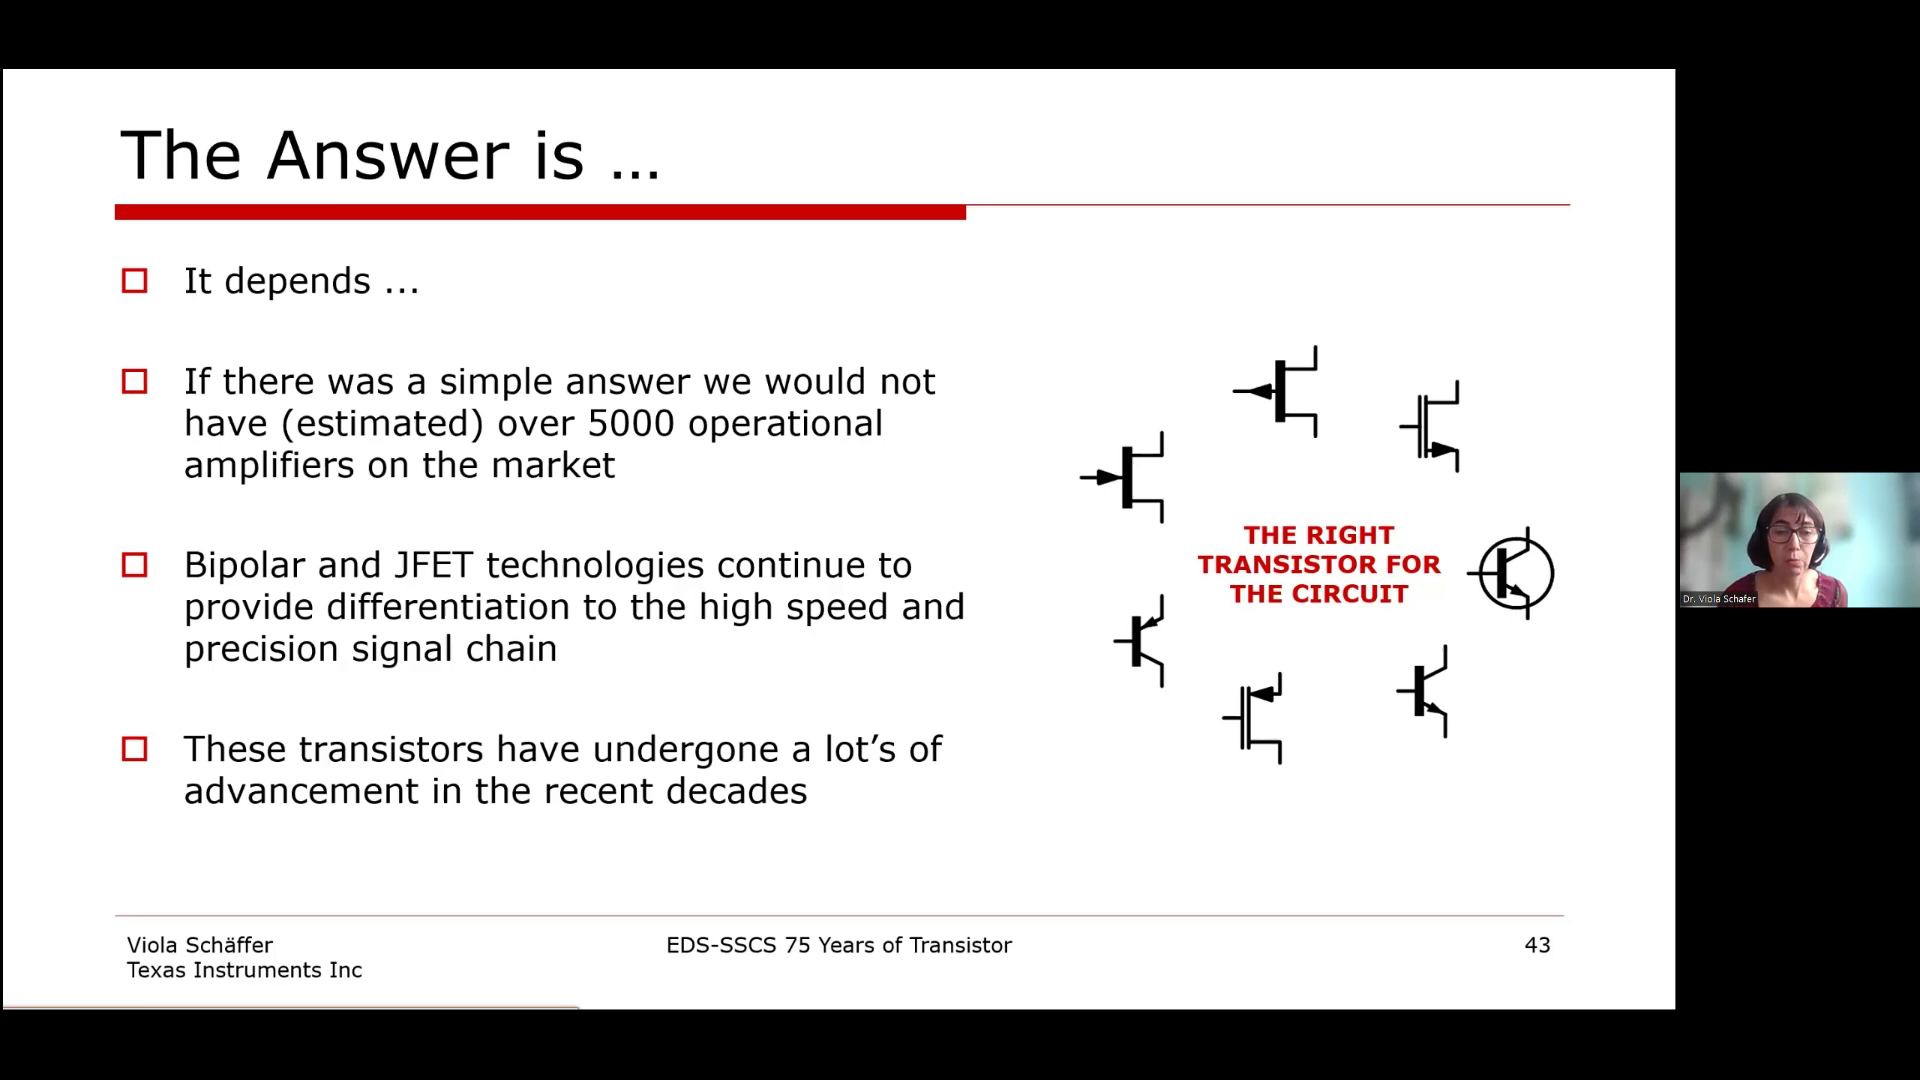 The Answer is ...
It depends ...
If there was a simple answer we would not
have (estimated) over 5000 operational
amplifiers on the market
Bipolar and JFET technologies continue to
provide differentiation to the high speed and
precision signal chain
These transistors have undergone a lot’s of
advancement in the recent decades
THE RIGHT
TRANSISTOR FOR
THE CIRCUIT
Dr. Viola Schafer
Viola Schäffer
Texas Instruments Inc
EDS-SSCS 75 Years of Transistor
43